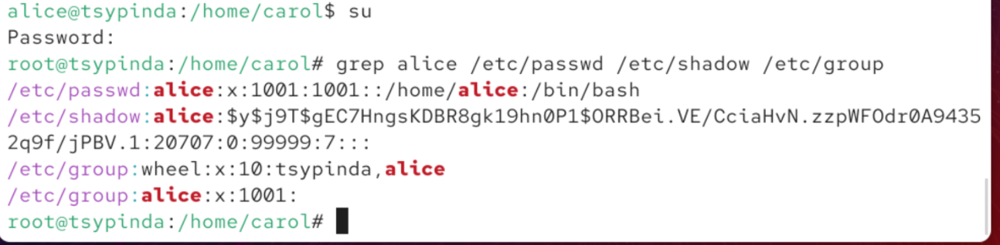 alice@tsypinda:/home/carol$ su
Password:
root@tsypinda:/home/carol# grep alice /etc/passwd /etc/shadow /etc/group
/etc/passwd:alice:x:1001:1001::/home/alice:/bin/bash
/etc/shadow:alice:$y$j9T$gEC7HngsKDBR8gk19hn0P1$ORRBei.VE/CciaHvN.zzpWFOdr0A9435
2q9f/jPBV.1:20707:0:99999:7:::
/etc/group:wheel:x:10:tsypinda,alice
/etc/group:alice:x:1001:
root@tsypinda:/home/carol#